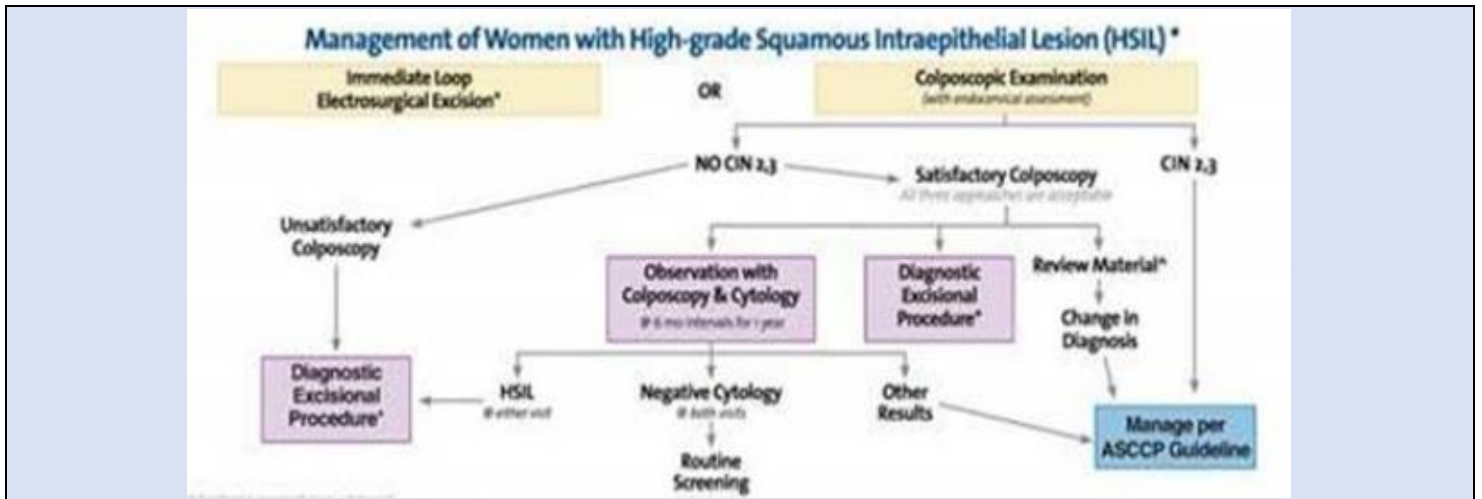 Management of Women with High-grade Squamous Intraepithelial Lesion (HSIL) *
Immediate Loop
Electrosurgical Excision*
OR
Colposcopic Examination
(with endocervical assessment)
NO CIN 2,3
CIN 2,3
Satisfactory Colposcopy
All three approaches are acceptable
Unsatisfactory
Colposcopy
Observation with
Colposcopy & Cytology
@ 6 mo intervals for 1 year
Diagnostic
Excisional
Procedure*
Review Material^
Change in
Diagnosis
Diagnostic
Excisional
Procedure*
HSIL
@ either visit
Negative Cytology
@ both visits
Other
Results
Routine
Screening
Manage per
ASCCP Guideline